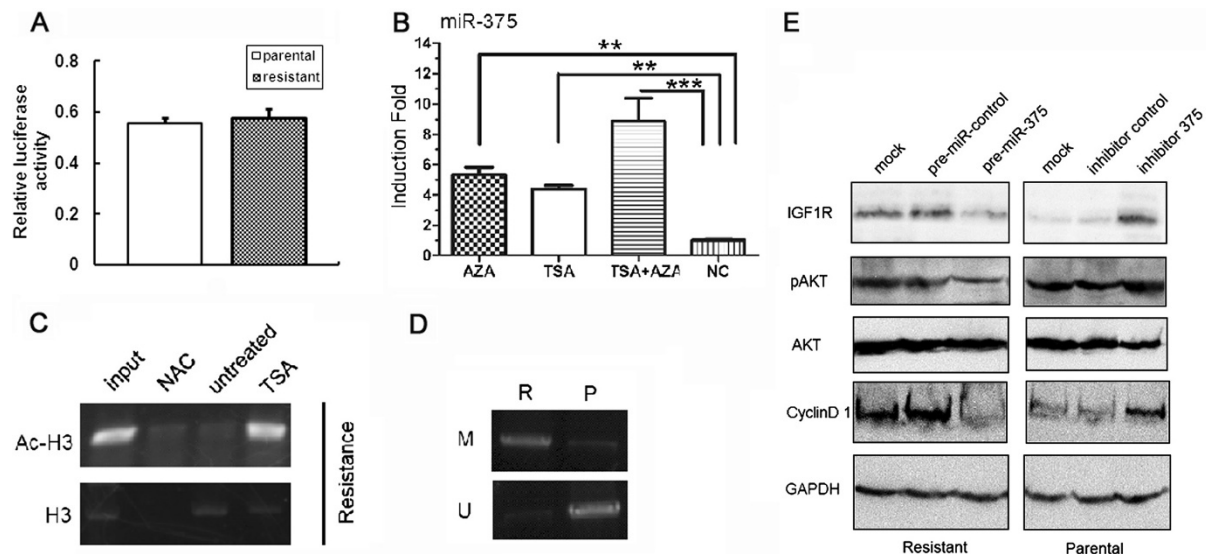 A
Relative luciferase activity
0.8
0.6
0.4
0.2
0
parental
resistant
B
miR-375
Induction Fold
14
12
10
8
6
4
2
0
**
**
***
AZA
TSA
TSA+AZA
NC
C
input
NAC
untreated
TSA
Ac-H3
H3
Resistance
D
R
P
M
U
E
mock
pre-miR-control
pre-miR-375
mock
inhibitor control
inhibitor 375
IGF1R
pAKT
AKT
CyclinD 1
GAPDH
Resistant
Parental